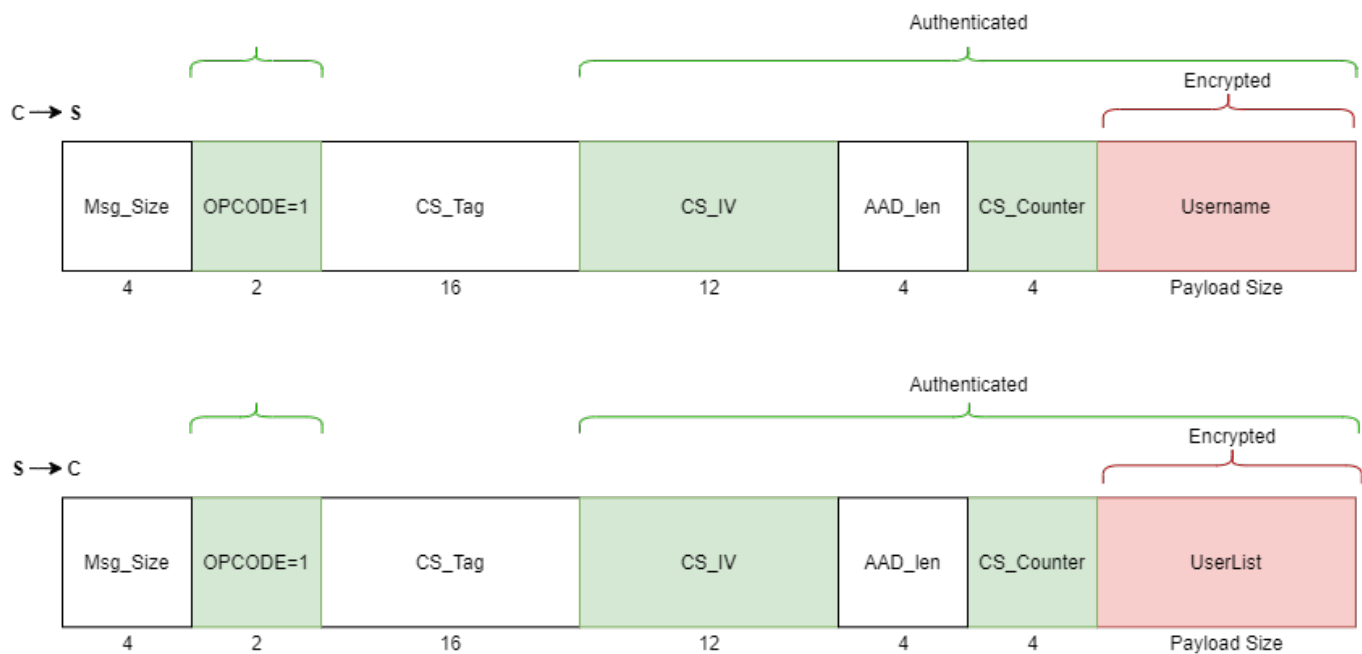 Authenticated
Encrypted
C → S
Msg_Size OPCODE=1 CS_Tag CS_IV AAD_len CS_Counter Username
4 2 16 12 4 4 Payload Size
Authenticated
Encrypted
S → C
Msg_Size OPCODE=1 CS_Tag CS_IV AAD_len CS_Counter UserList
4 2 16 12 4 4 Payload Size